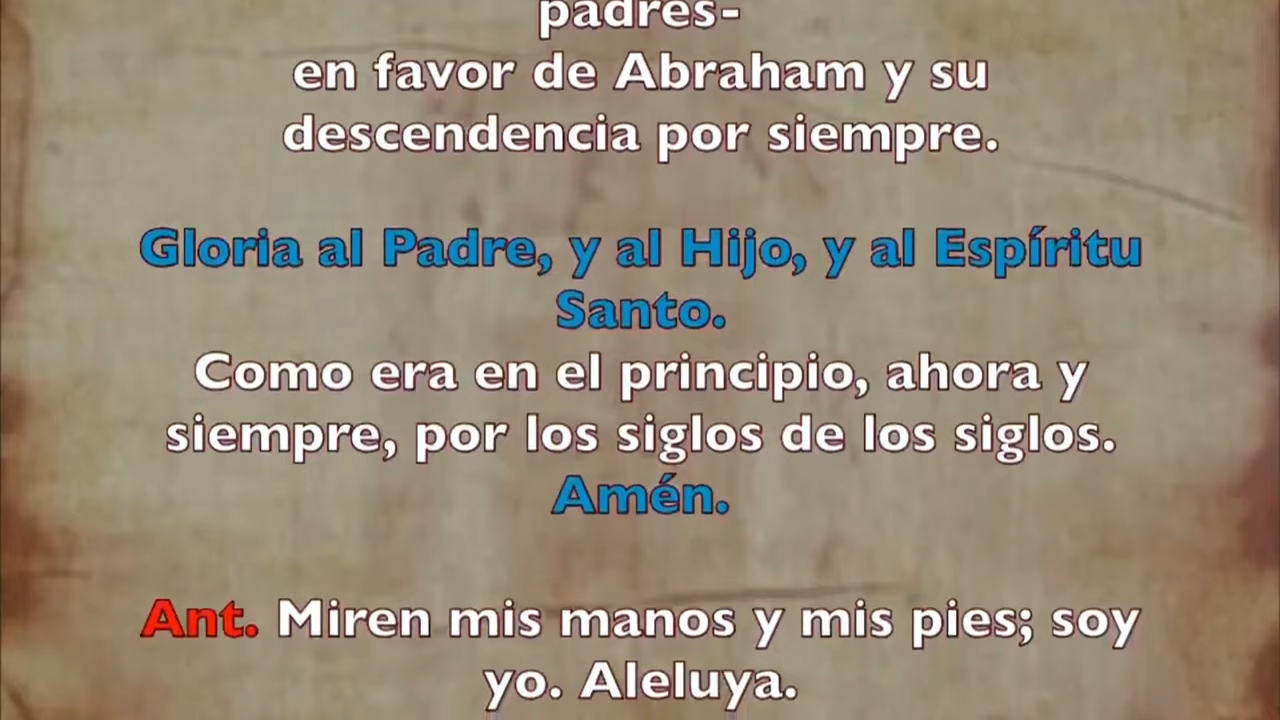 padres-
en favor de Abraham y su
descendencia por siempre.
Gloria al Padre, y al Hijo, y al Espíritu
Santo.
Como era en el principio, ahora y
siempre, por los siglos de los siglos.
Amén.
Ant. Miren mis manos y mis pies; soy
yo. Aleluya.